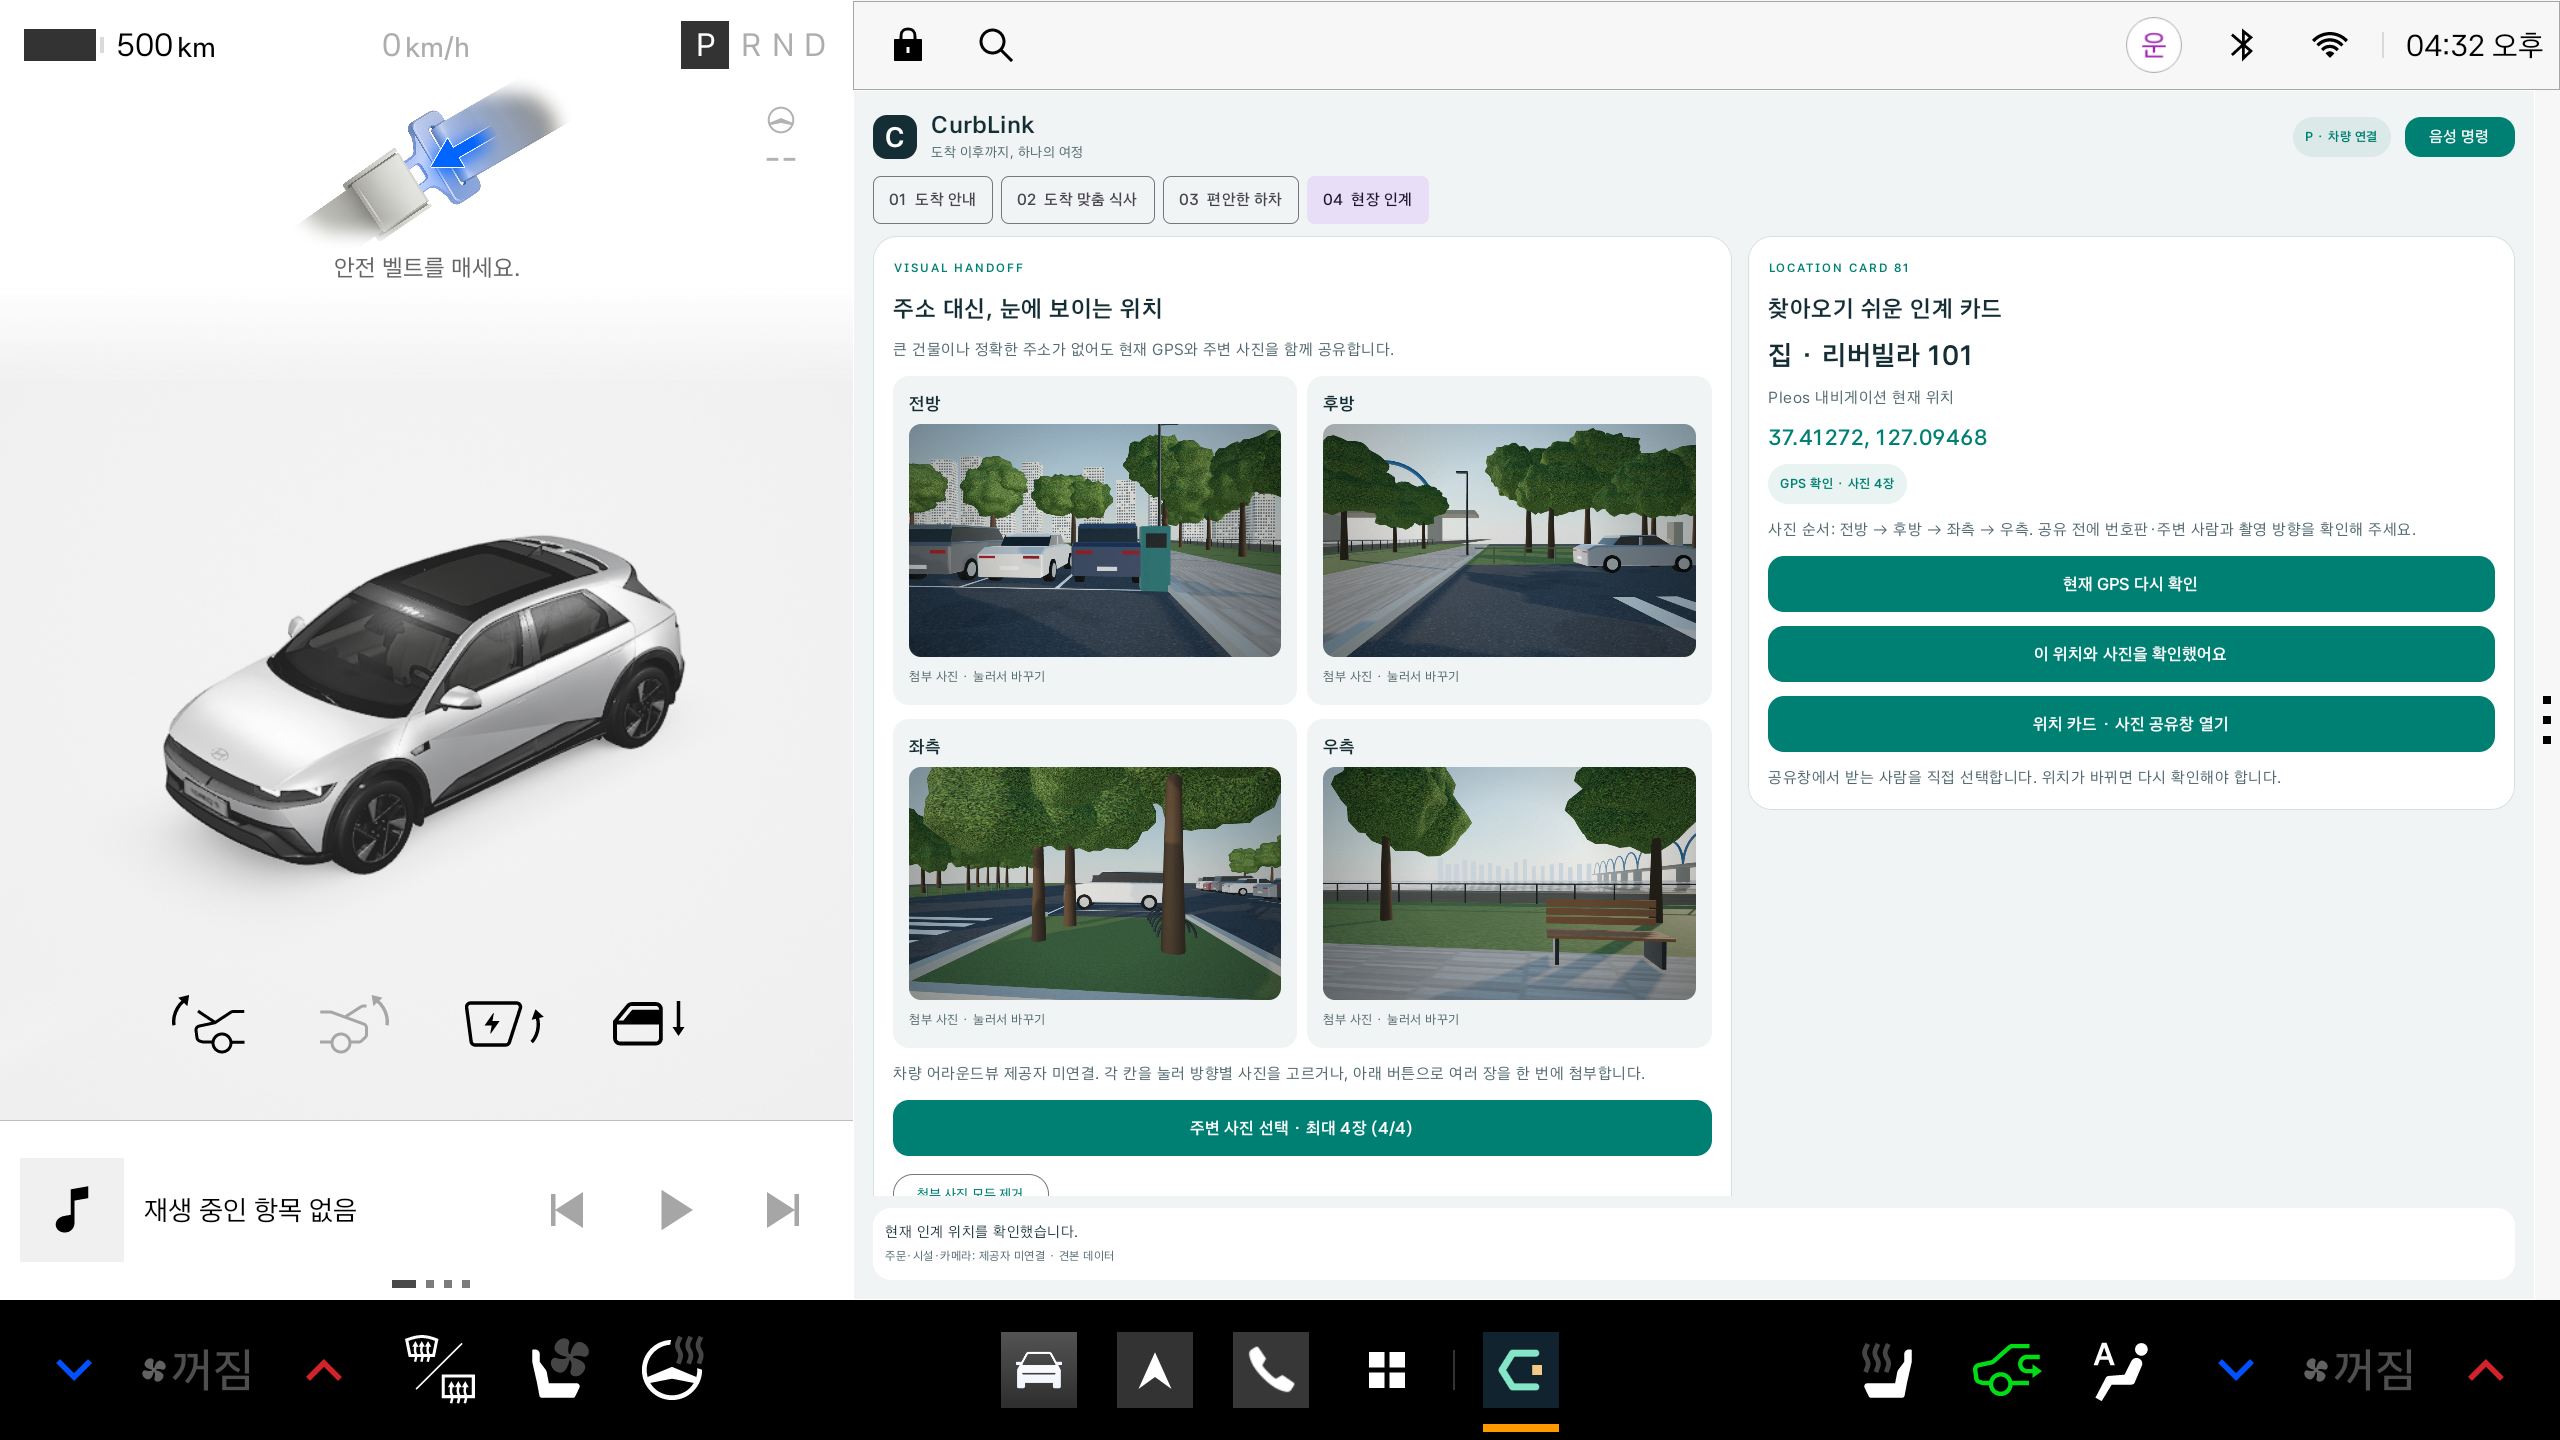 500 km
0 km/h
P R N D
안전 벨트를 매세요.
재생 중인 항목 없음
운
04:32 오후
C
CurbLink
도착 이후까지, 하나의 여정
P · 차량 연결
음성 명령
01 도착 안내
02 도착 맞춤 식사
03 편안한 하차
04 현장 인계
VISUAL HANDOFF
주소 대신, 눈에 보이는 위치
큰 건물이나 정확한 주소가 없어도 현재 GPS와 주변 사진을 함께 공유합니다.
전방
첨부 사진 · 눌러서 바꾸기
후방
첨부 사진 · 눌러서 바꾸기
좌측
첨부 사진 · 눌러서 바꾸기
우측
첨부 사진 · 눌러서 바꾸기
차량 어라운드뷰 제공자 미연결. 각 칸을 눌러 방향별 사진을 고르거나, 아래 버튼으로 여러 장을 한 번에 첨부합니다.
주변 사진 선택 · 최대 4장 (4/4)
첨부 사진 모두 제거
LOCATION CARD 81
찾아오기 쉬운 인계 카드
집 · 리버빌라 101
Pleos 내비게이션 현재 위치
37.41272, 127.09468
GPS 확인 · 사진 4장
사진 순서: 전방 → 후방 → 좌측 → 우측. 공유 전에 번호판·주변 사람과 촬영 방향을 확인해 주세요.
현재 GPS 다시 확인
이 위치와 사진을 확인했어요
위치 카드 · 사진 공유창 열기
공유창에서 받는 사람을 직접 선택합니다. 위치가 바뀌면 다시 확인해야 합니다.
현재 인계 위치를 확인했습니다.
주문·시설·카메라: 제공자 미연결 · 견본 데이터
꺼짐
A
꺼짐